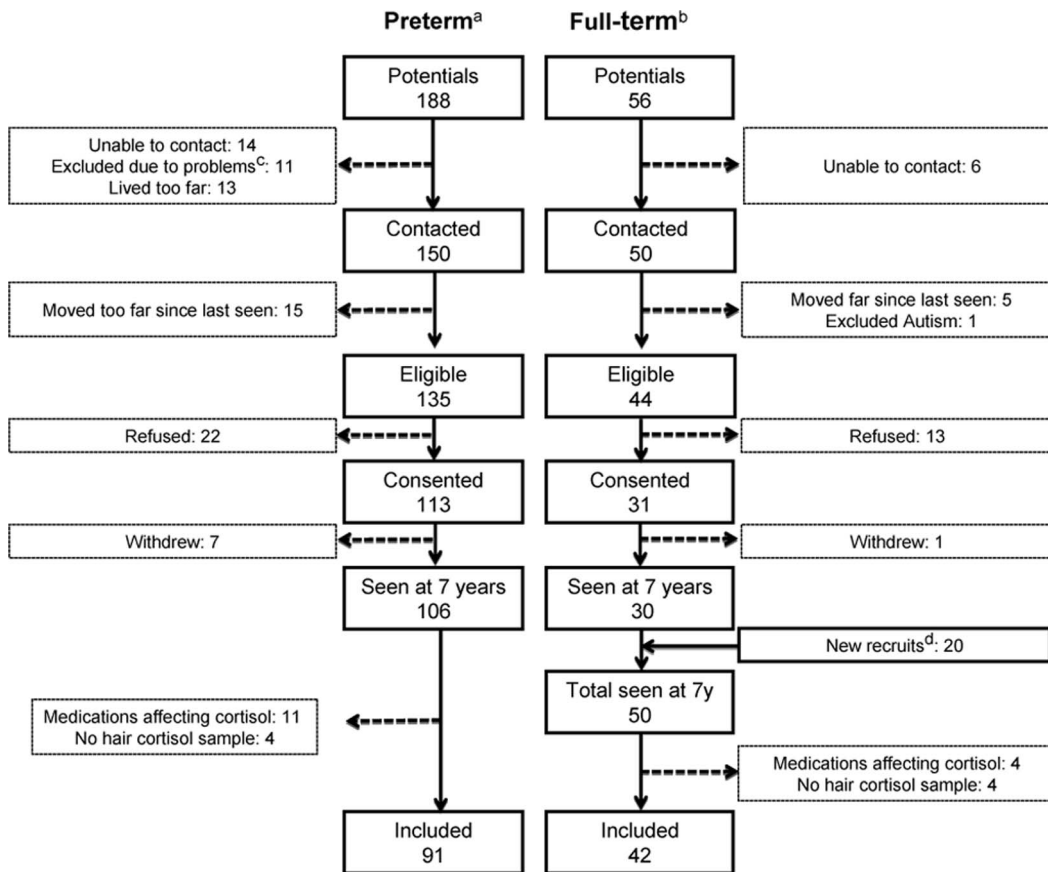 Pretermᵃ
Full-termᵇ
Potentials
188
Potentials
56
Unable to contact: 14
Excluded due to problemsᶜ: 11
Lived too far: 13
Unable to contact: 6
Contacted
150
Contacted
50
Moved too far since last seen: 15
Moved far since last seen: 5
Excluded Autism: 1
Eligible
135
Eligible
44
Refused: 22
Refused: 13
Consented
113
Consented
31
Withdrew: 7
Withdrew: 1
Seen at 7 years
106
Seen at 7 years
30
New recruitsᵈ: 20
Total seen at 7y
50
Medications affecting cortisol: 11
No hair cortisol sample: 4
Medications affecting cortisol: 4
No hair cortisol sample: 4
Included
91
Included
42